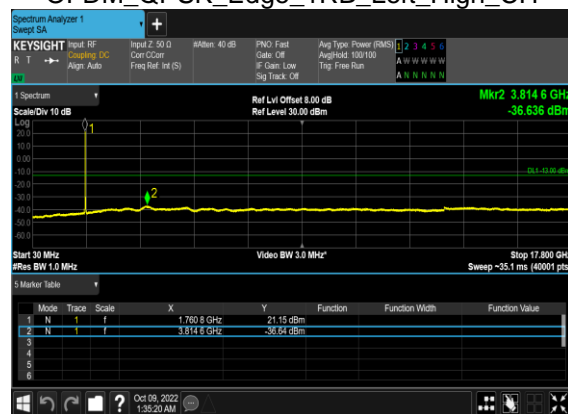 OFDM_QPSK_Edge_1RB_Left_High_CH
Spectrum Analyzer 1
Swept SA
+
KEYSIGHT Input: RF Input Z: 50 Ω #Atten: 40 dB PNO: Fast Avg Type: Power (RMS) 1 2 3 4 5 6
R T Coupling: DC Corr CCorr Gate: Off Avg|Hold: 100/100 A W W W W W
Align: Auto Freq Ref: Int (S) IF Gain: Low Trig: Free Run
LW Sig Track: Off A N N N N N
1 Spectrum Ref Lvl Offset 8.00 dB Mkr2 3.814 6 GHz
Scale/Div 10 dB Ref Level 30.00 dBm -36.636 dBm
Log
1
20.0
10.0
0.00
-10.0 DL1 -13.00 dBm
-20.0
-30.0 2
-40.0
-50.0
-60.0
Start 30 MHz Video BW 3.0 MHz* Stop 17.800 GHz
#Res BW 1.0 MHz Sweep ~35.1 ms (40001 pts)
5 Marker Table
Mode Trace Scale X Y Function Function Width Function Value
1 N 1 f 1.760 8 GHz 21.15 dBm
2 N 1 f 3.814 6 GHz -36.64 dBm
3
4
5
6
? Oct 09, 2022
1:35:20 AM